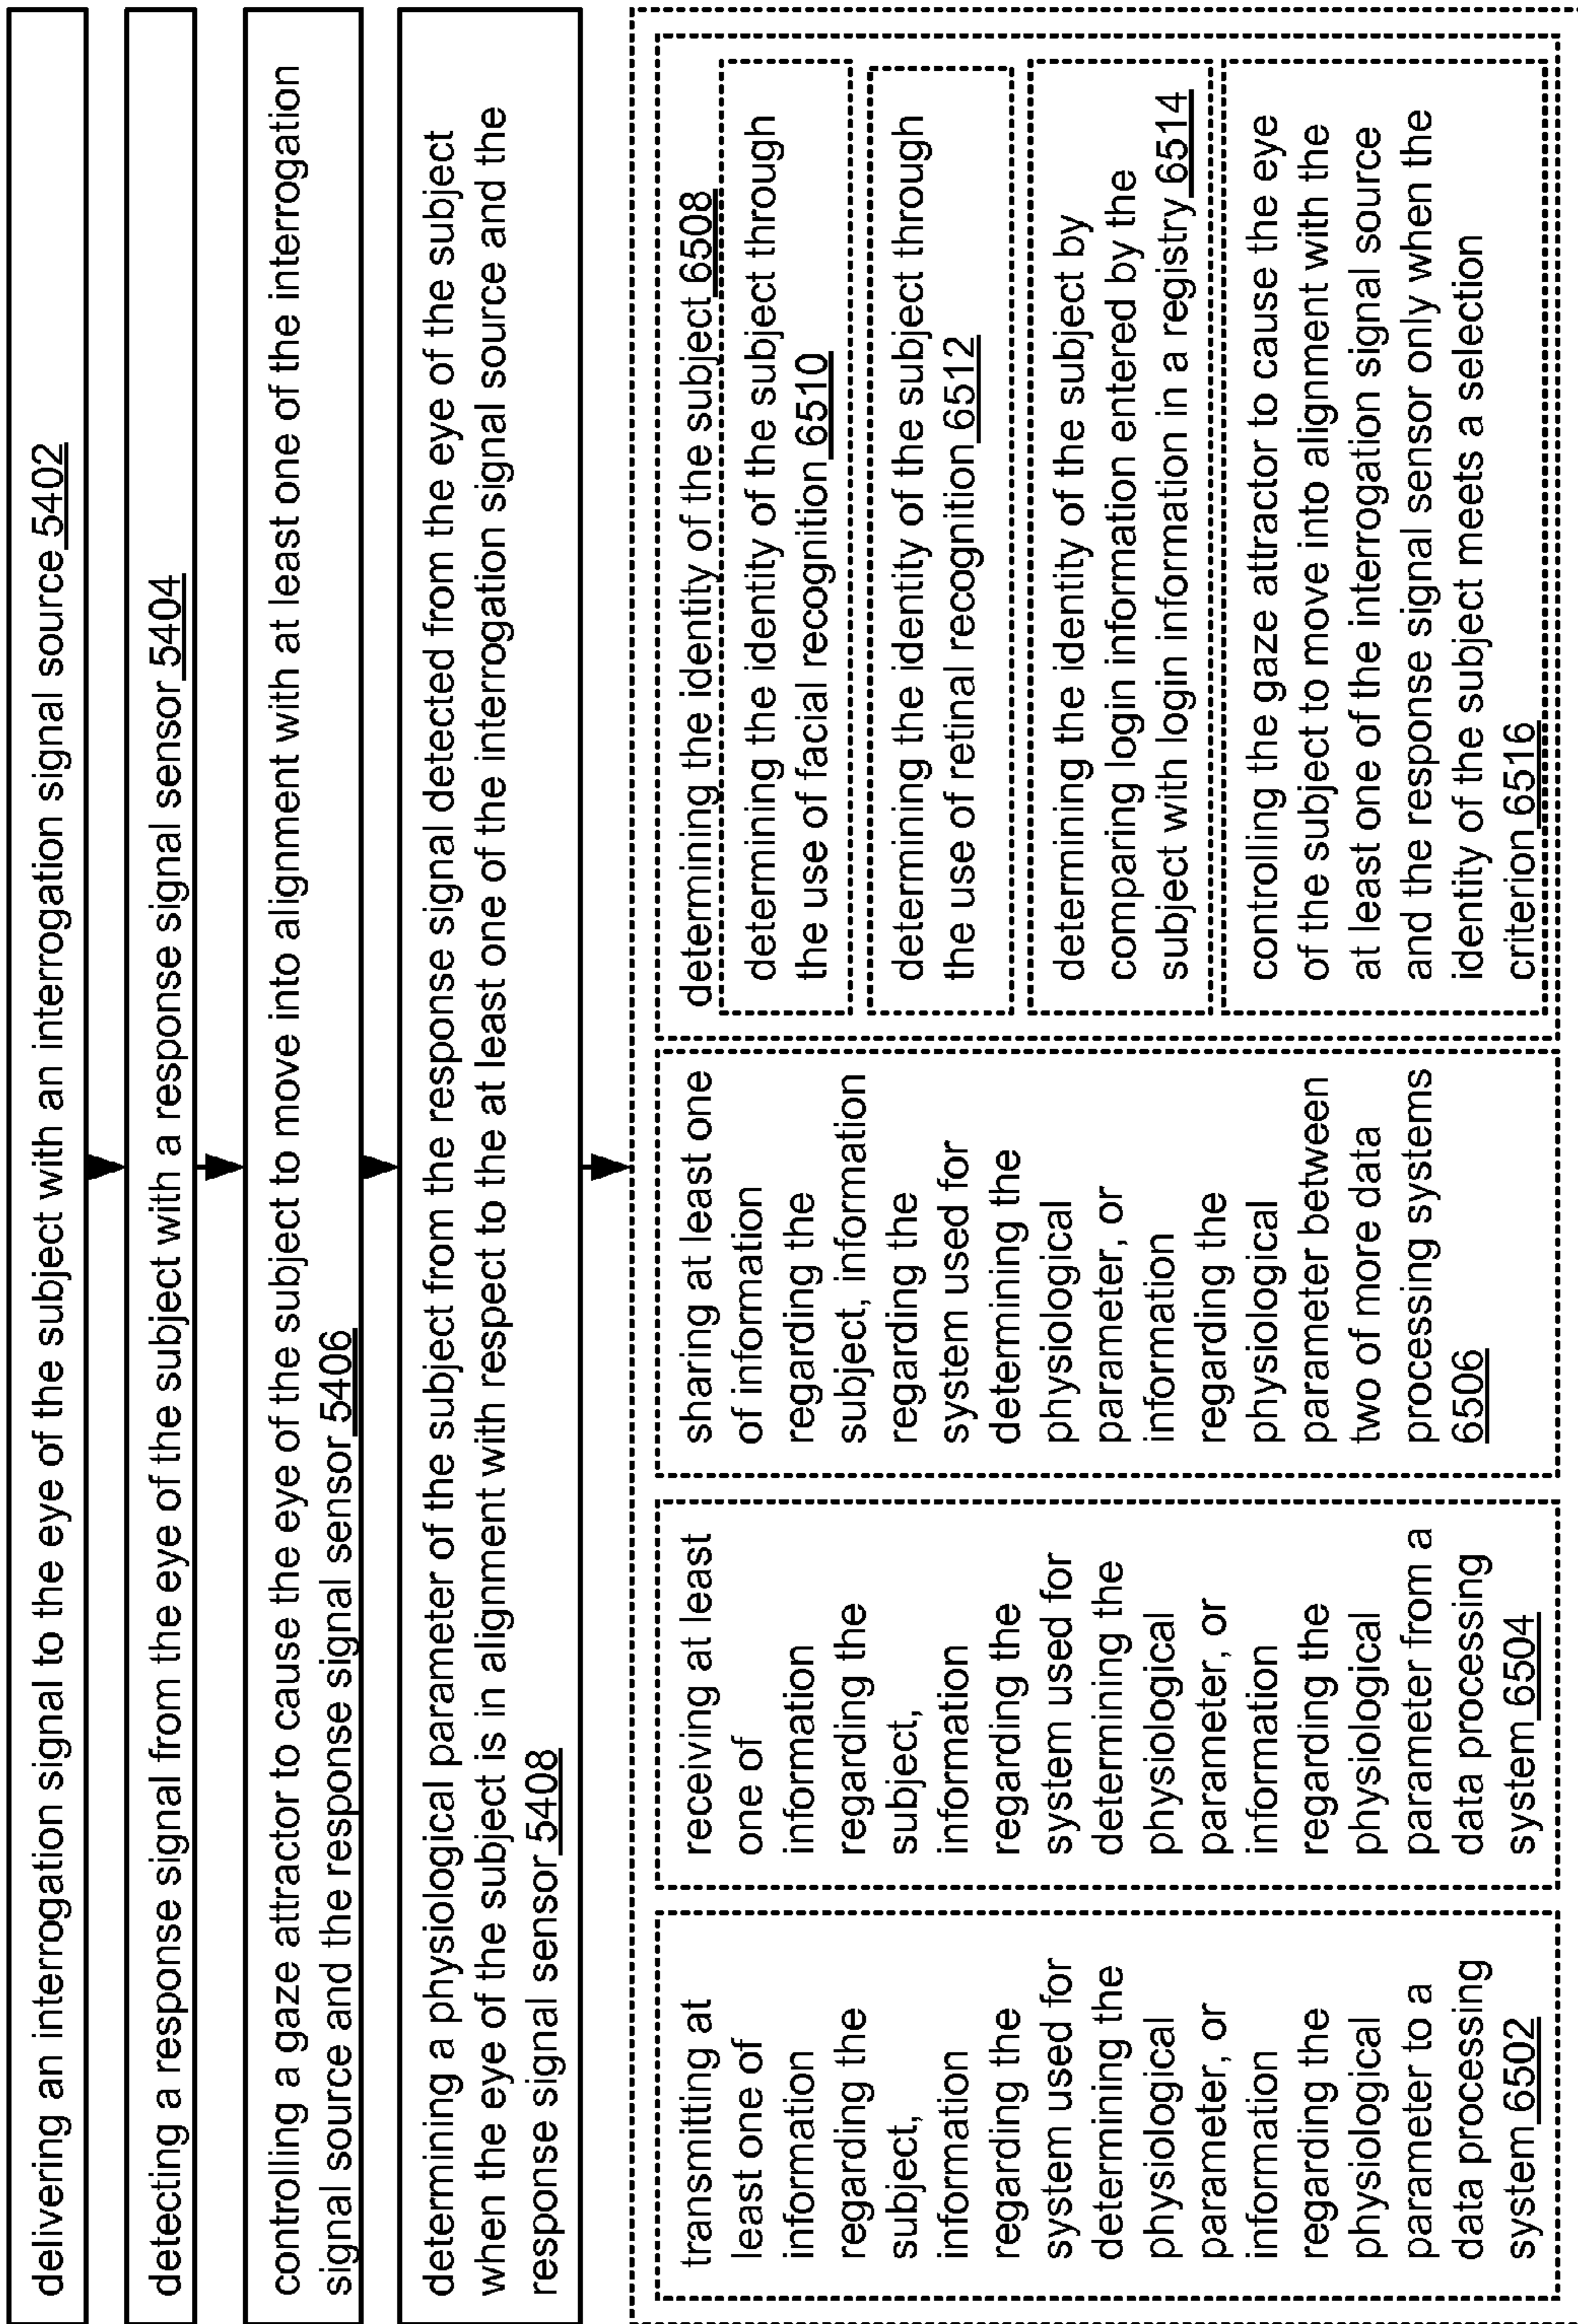 delivering an interrogation signal to the eye of the subject with an interrogation signal source 5402
detecting a response signal from the eye of the subject with a response signal sensor 5404
controlling a gaze attractor to cause the eye of the subject to move into alignment with at least one of the interrogation
signal source and the response signal sensor 5406
determining a physiological parameter of the subject from the response signal detected from the eye of the subject
when the eye of the subject is in alignment with respect to the at least one of the interrogation signal source and the
response signal sensor 5408
transmitting at
least one of
information
regarding the
subject,
information
regarding the
system used for
determining the
physiological
parameter, or
information
regarding the
physiological
parameter to a
data processing
system 6502
receiving at least
one of
information
regarding the
subject,
information
regarding the
system used for
determining the
physiological
parameter, or
information
regarding the
physiological
parameter from a
data processing
system 6504
sharing at least one
of information
regarding the
subject, information
regarding the
system used for
determining the
physiological
parameter, or
information
regarding the
physiological
parameter between
two of more data
processing systems
6506
determining the identity of the subject 6508
determining the identity of the subject through
the use of facial recognition 6510
determining the identity of the subject through
the use of retinal recognition 6512
determining the identity of the subject by
comparing login information entered by the
subject with login information in a registry 6514
controlling the gaze attractor to cause the eye
of the subject to move into alignment with the
at least one of the interrogation signal source
and the response signal sensor only when the
identity of the subject meets a selection
criterion 6516